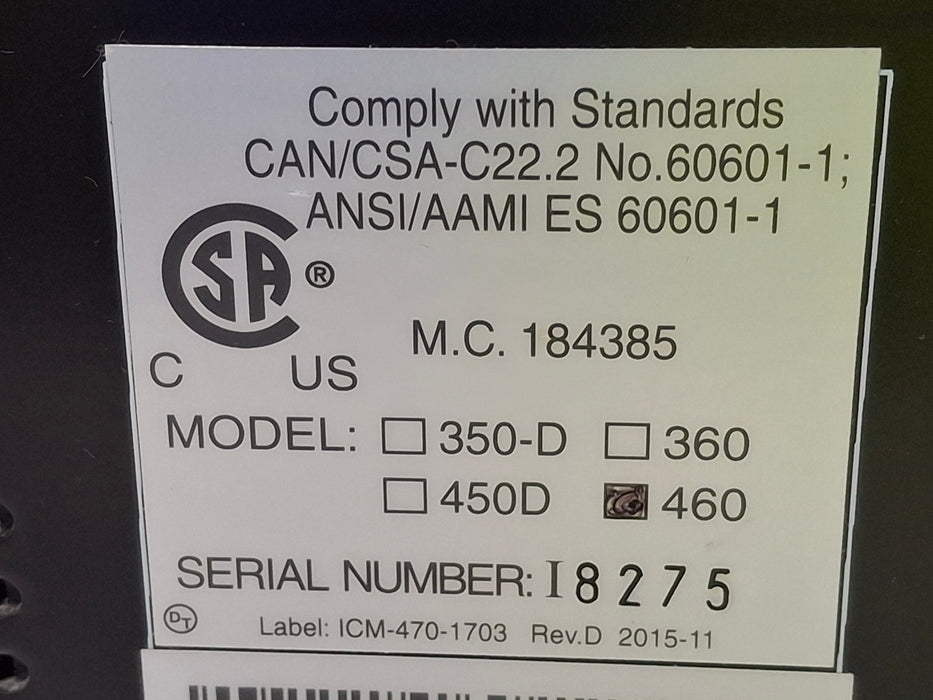 Comply with Standards
CAN/CSA-C22.2 No.60601-1;
ANSI/AAMI ES 60601-1
CSA ®
M.C. 184385
C US
MODEL: ☐ 350-D ☐ 360
☐ 450D ☒ 460
SERIAL NUMBER: I8275
DT Label: ICM-470-1703 Rev.D 2015-11